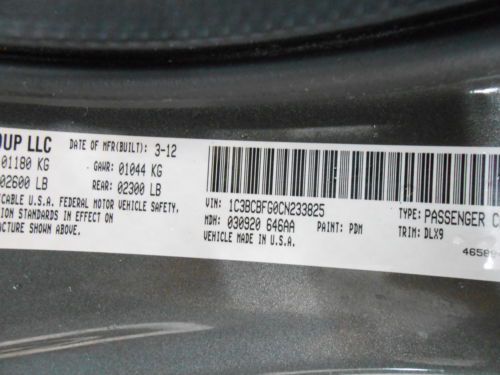 OUP LLC DATE OF MFR(BUILT): 3-12
01180 KG GAWR: 01044 KG
02600 LB REAR: 02300 LB
CABLE U.S.A. FEDERAL MOTOR VEHICLE SAFETY,
ION STANDARDS IN EFFECT ON
FACTURE SHOWN ABOVE.
VIN: 1C3BCBFG0CN233825 TYPE: PASSENGER C
MDH: 030920 646AA PAINT: PDM TRIM: DLX9
VEHICLE MADE IN U.S.A.
4658